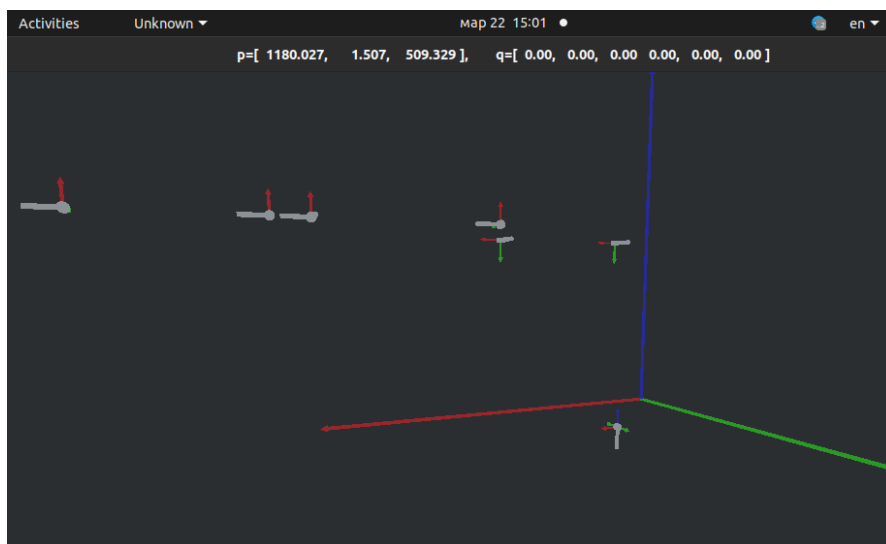 Activities Unknown мар 22 15:01 en
p=[ 1180.027, 1.507, 509.329 ], q=[ 0.00, 0.00, 0.00 0.00, 0.00, 0.00 ]